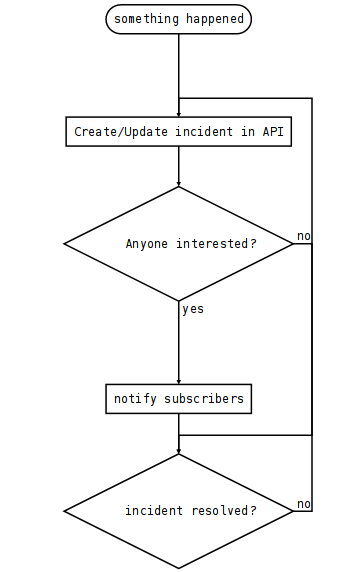 something happened
Create/Update incident in API
Anyone interested?
no
yes
notify subscribers
incident resolved?
no